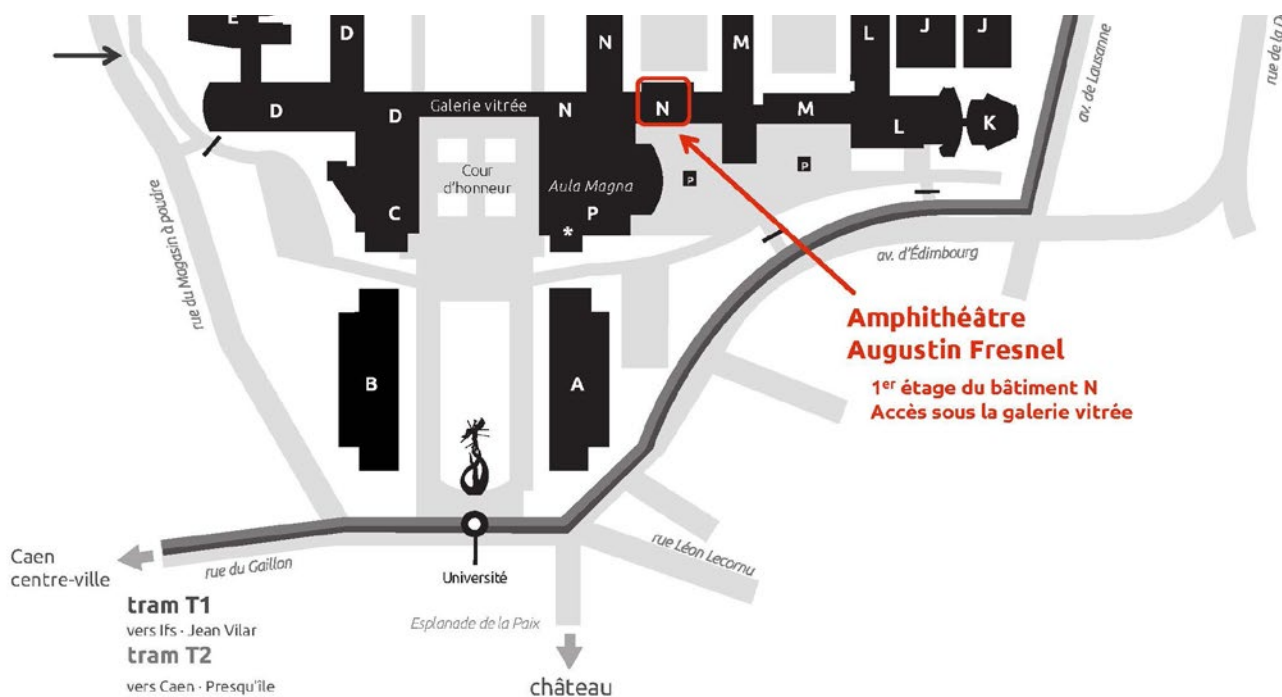 E
D
N
M
L
J
J
D
D
Galerie vitrée
N
N
M
L
K
Cour
d'honneur
Aula Magna
C
P
*
P
P
B
A
rue du Magasin à poudre
av. de Lausanne
av. d'Édimbourg
Amphithéâtre
Augustin Fresnel
1er étage du bâtiment N
Accès sous la galerie vitrée
Caen
centre-ville
rue du Gaillon
Université
rue Léon Lecornu
Esplanade de la Paix
tram T1
vers Ifs · Jean Vilar
tram T2
vers Caen · Presqu'île
château
rue de la D